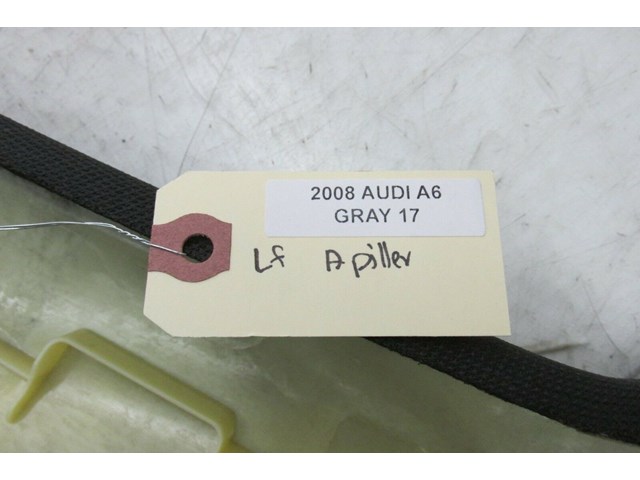 2008 AUDI A6
GRAY 17
Lf A piller